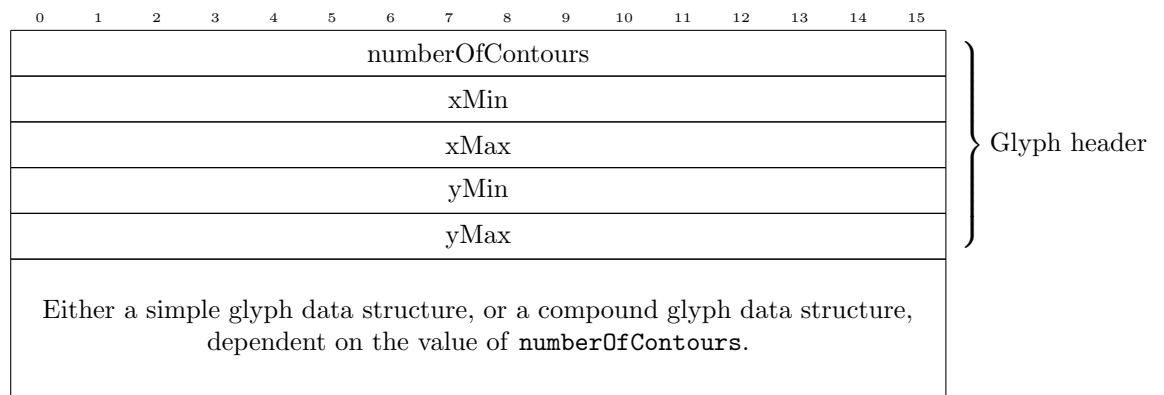 0 1 2 3 4 5 6 7 8 9 10 11 12 13 14 15
numberOfContours
xMin
xMax
Glyph header
yMin
yMax
Either a simple glyph data structure, or a compound glyph data structure,
dependent on the value of numberOfContours.